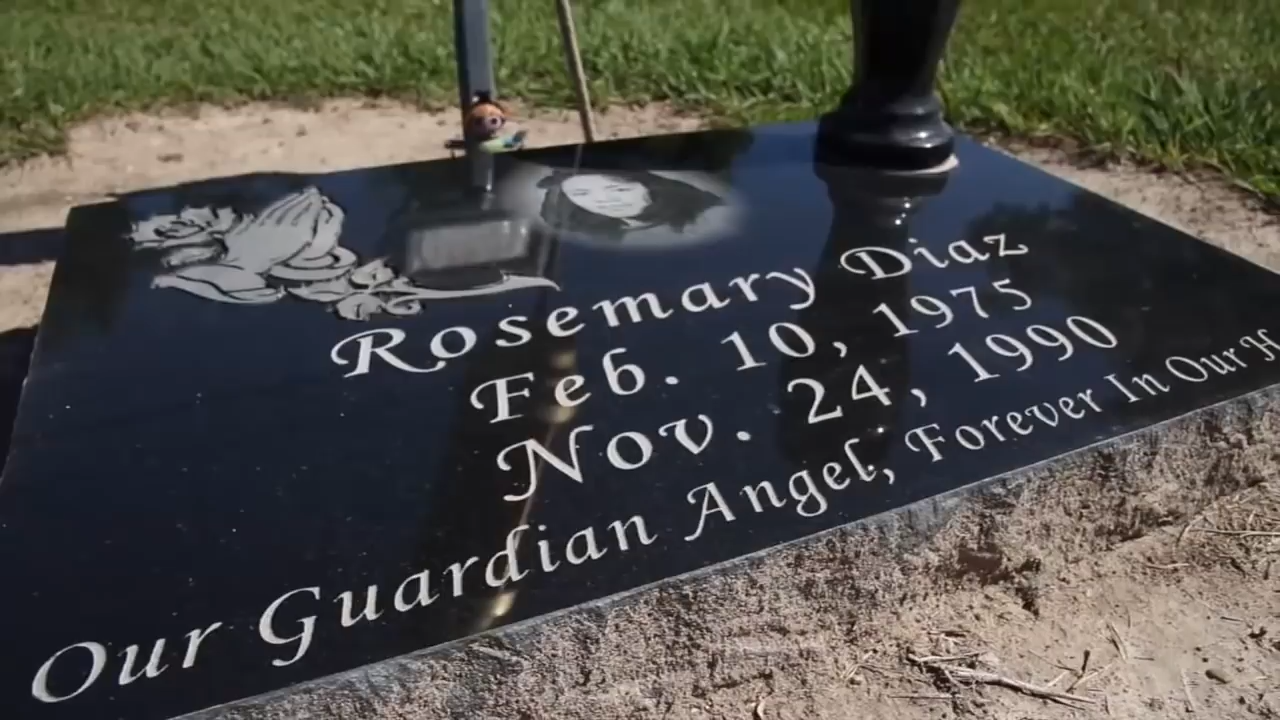 Rosemary Diaz
Feb. 10, 1975
Nov. 24, 1990
Our Guardian Angel, Forever In Our H